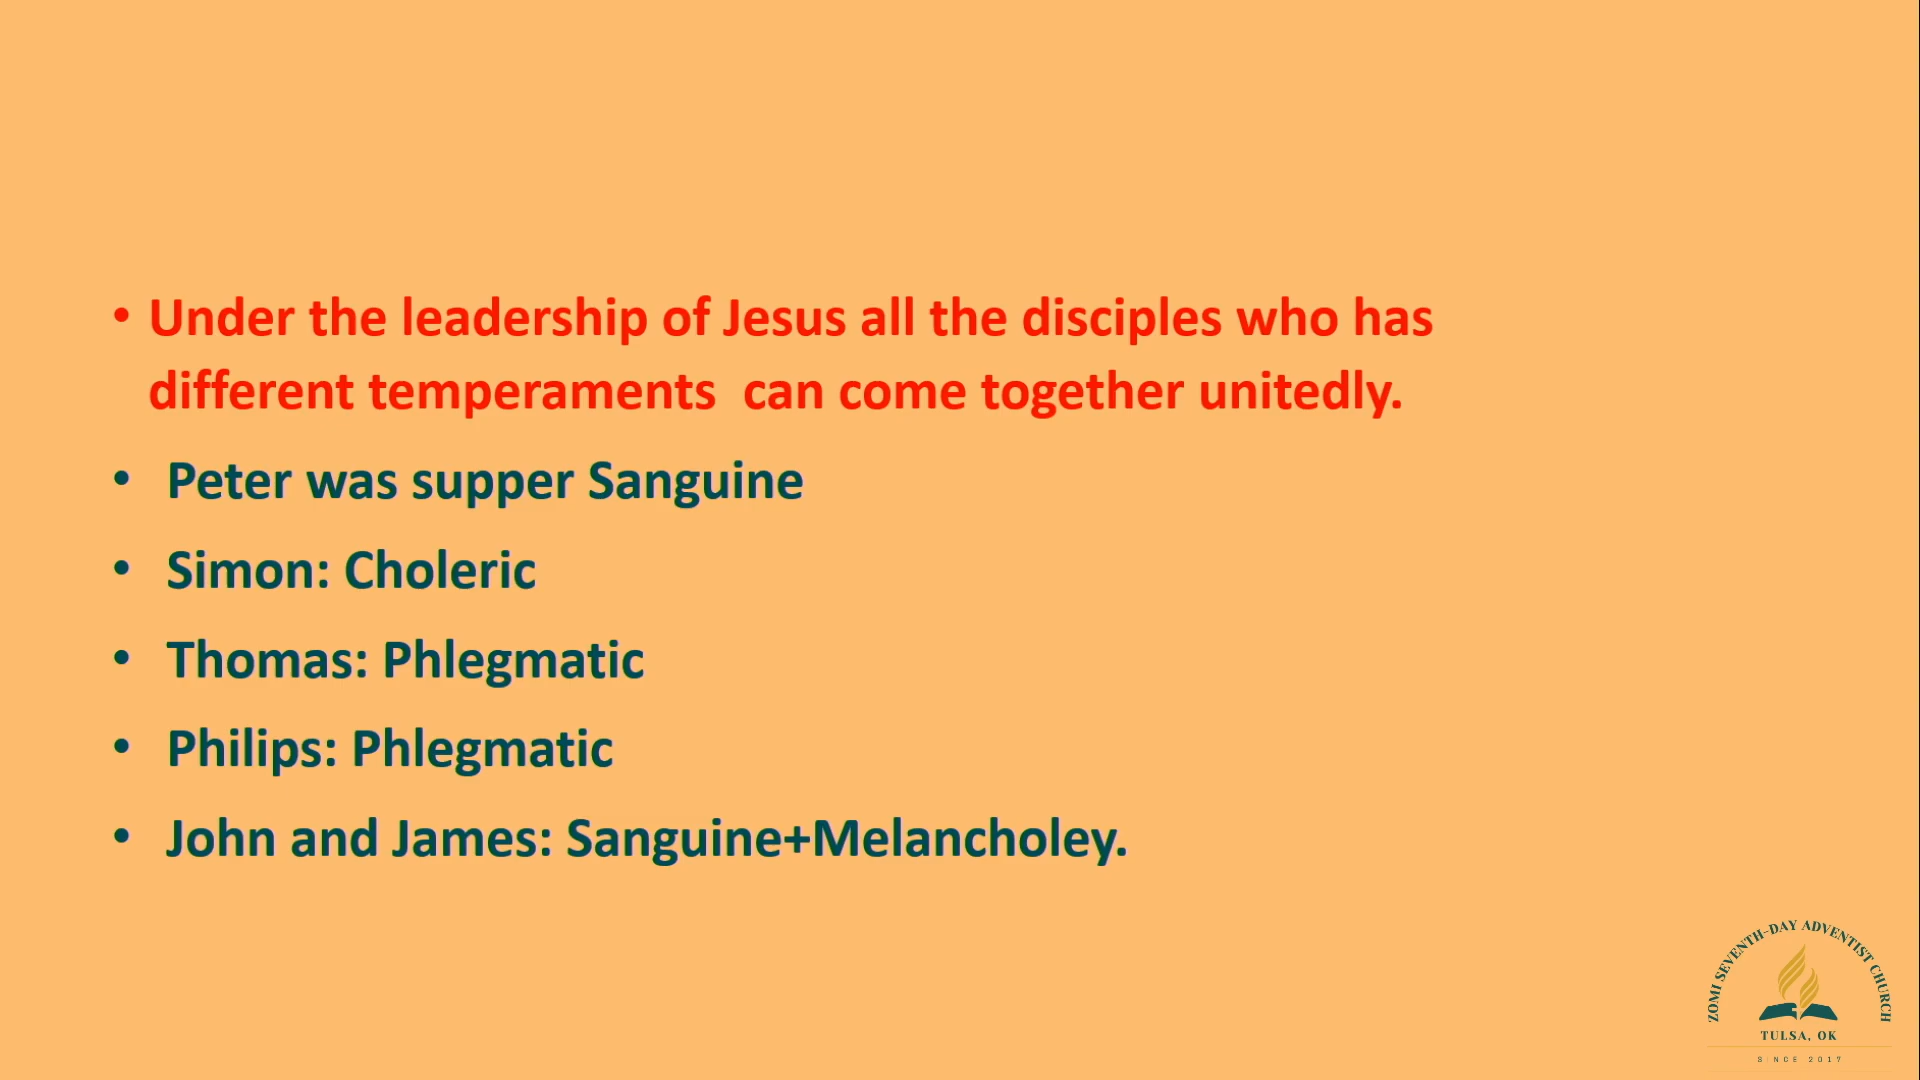 • Under the leadership of Jesus all the disciples who has
different temperaments  can come together unitedly.
• Peter was supper Sanguine
• Simon: Choleric
• Thomas: Phlegmatic
• Philips: Phlegmatic
• John and James: Sanguine+Melancholey.
ZOMI SEVENTH-DAY ADVENTIST CHURCH
TULSA, OK
SINCE 2017